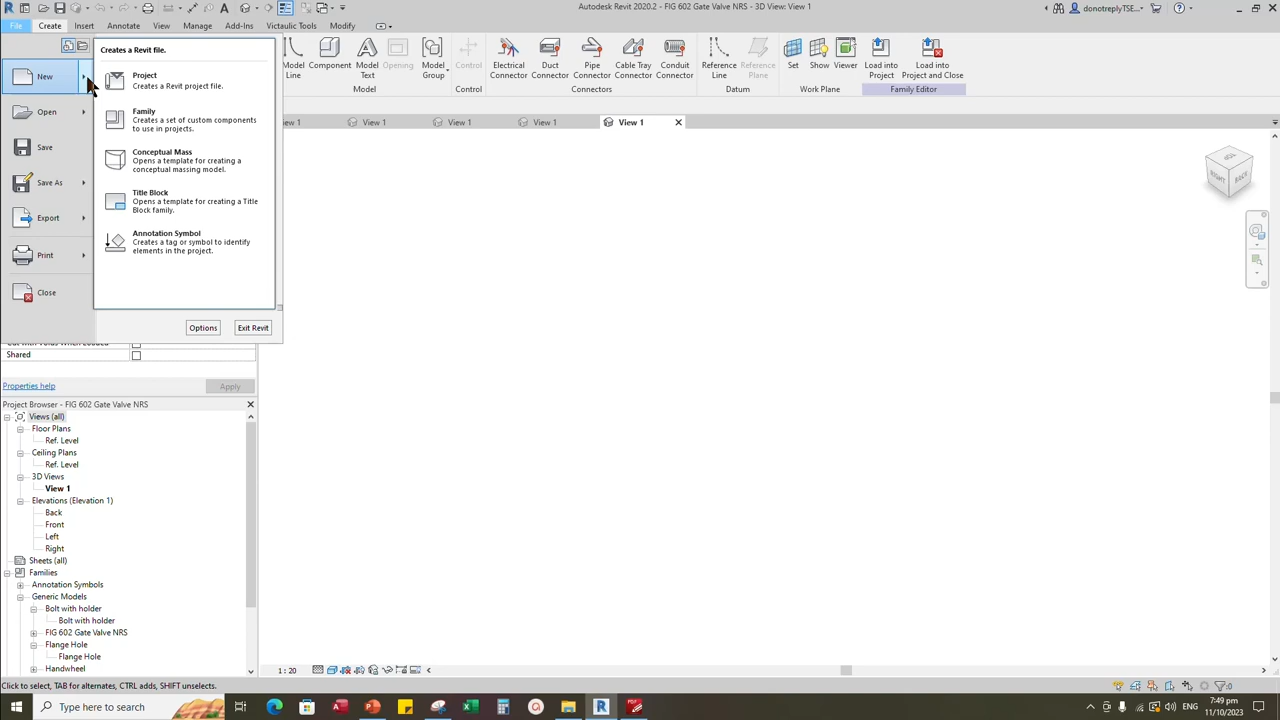 Autodesk Revit 2020.2 - FIG 602 Gate Valve NRS - 3D View: View 1
donotreplyTSE...
File Create Insert Annotate View Manage Add-Ins Victaulic Tools Modify
Creates a Revit file.
New
Project
Creates a Revit project file.
Family
Creates a set of custom components
to use in projects.
Conceptual Mass
Opens a template for creating a
conceptual massing model.
Title Block
Opens a template for creating a Title
Block family.
Annotation Symbol
Creates a tag or symbol to identify
elements in the project.
Open
Save
Save As
Export
Print
Close
Options Exit Revit
Model
Line
Component
Model
Text
Opening
Model
Group
Control
Electrical
Connector
Duct
Connector
Pipe
Connector
Cable Tray
Connector
Conduit
Connector
Reference
Line
Reference
Plane
Set
Show
Viewer
Load into
Project
Load into
Project and Close
Model Control Connectors Datum Work Plane Family Editor
View 1 View 1 View 1 View 1
RIGHT BACK
Shared
Properties help Apply
Project Browser - FIG 602 Gate Valve NRS
Views (all)
Floor Plans
Ref. Level
Ceiling Plans
Ref. Level
3D Views
View 1
Elevations (Elevation 1)
Back
Front
Left
Right
Sheets (all)
Families
Annotation Symbols
Generic Models
Bolt with holder
Bolt with holder
FIG 602 Gate Valve NRS
Flange Hole
Flange Hole
Handwheel
1 : 20
Click to select, TAB for alternates, CTRL adds, SHIFT unselects.
:0
Type here to search
7:49 pm
11/10/2023